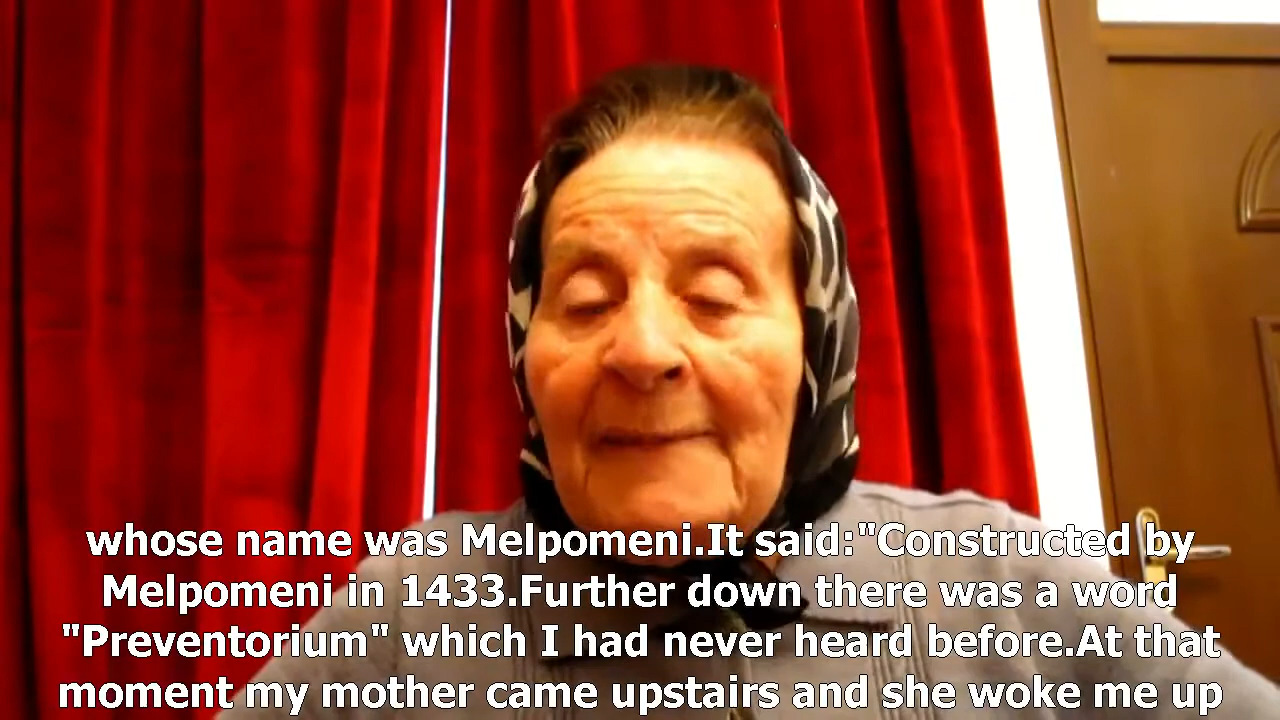 whose name was Melpomeni.It said:"Constructed by
Melpomeni in 1433.Further down there was a word
"Preventorium" which I had never heard before.At that
moment my mother came upstairs and she woke me up